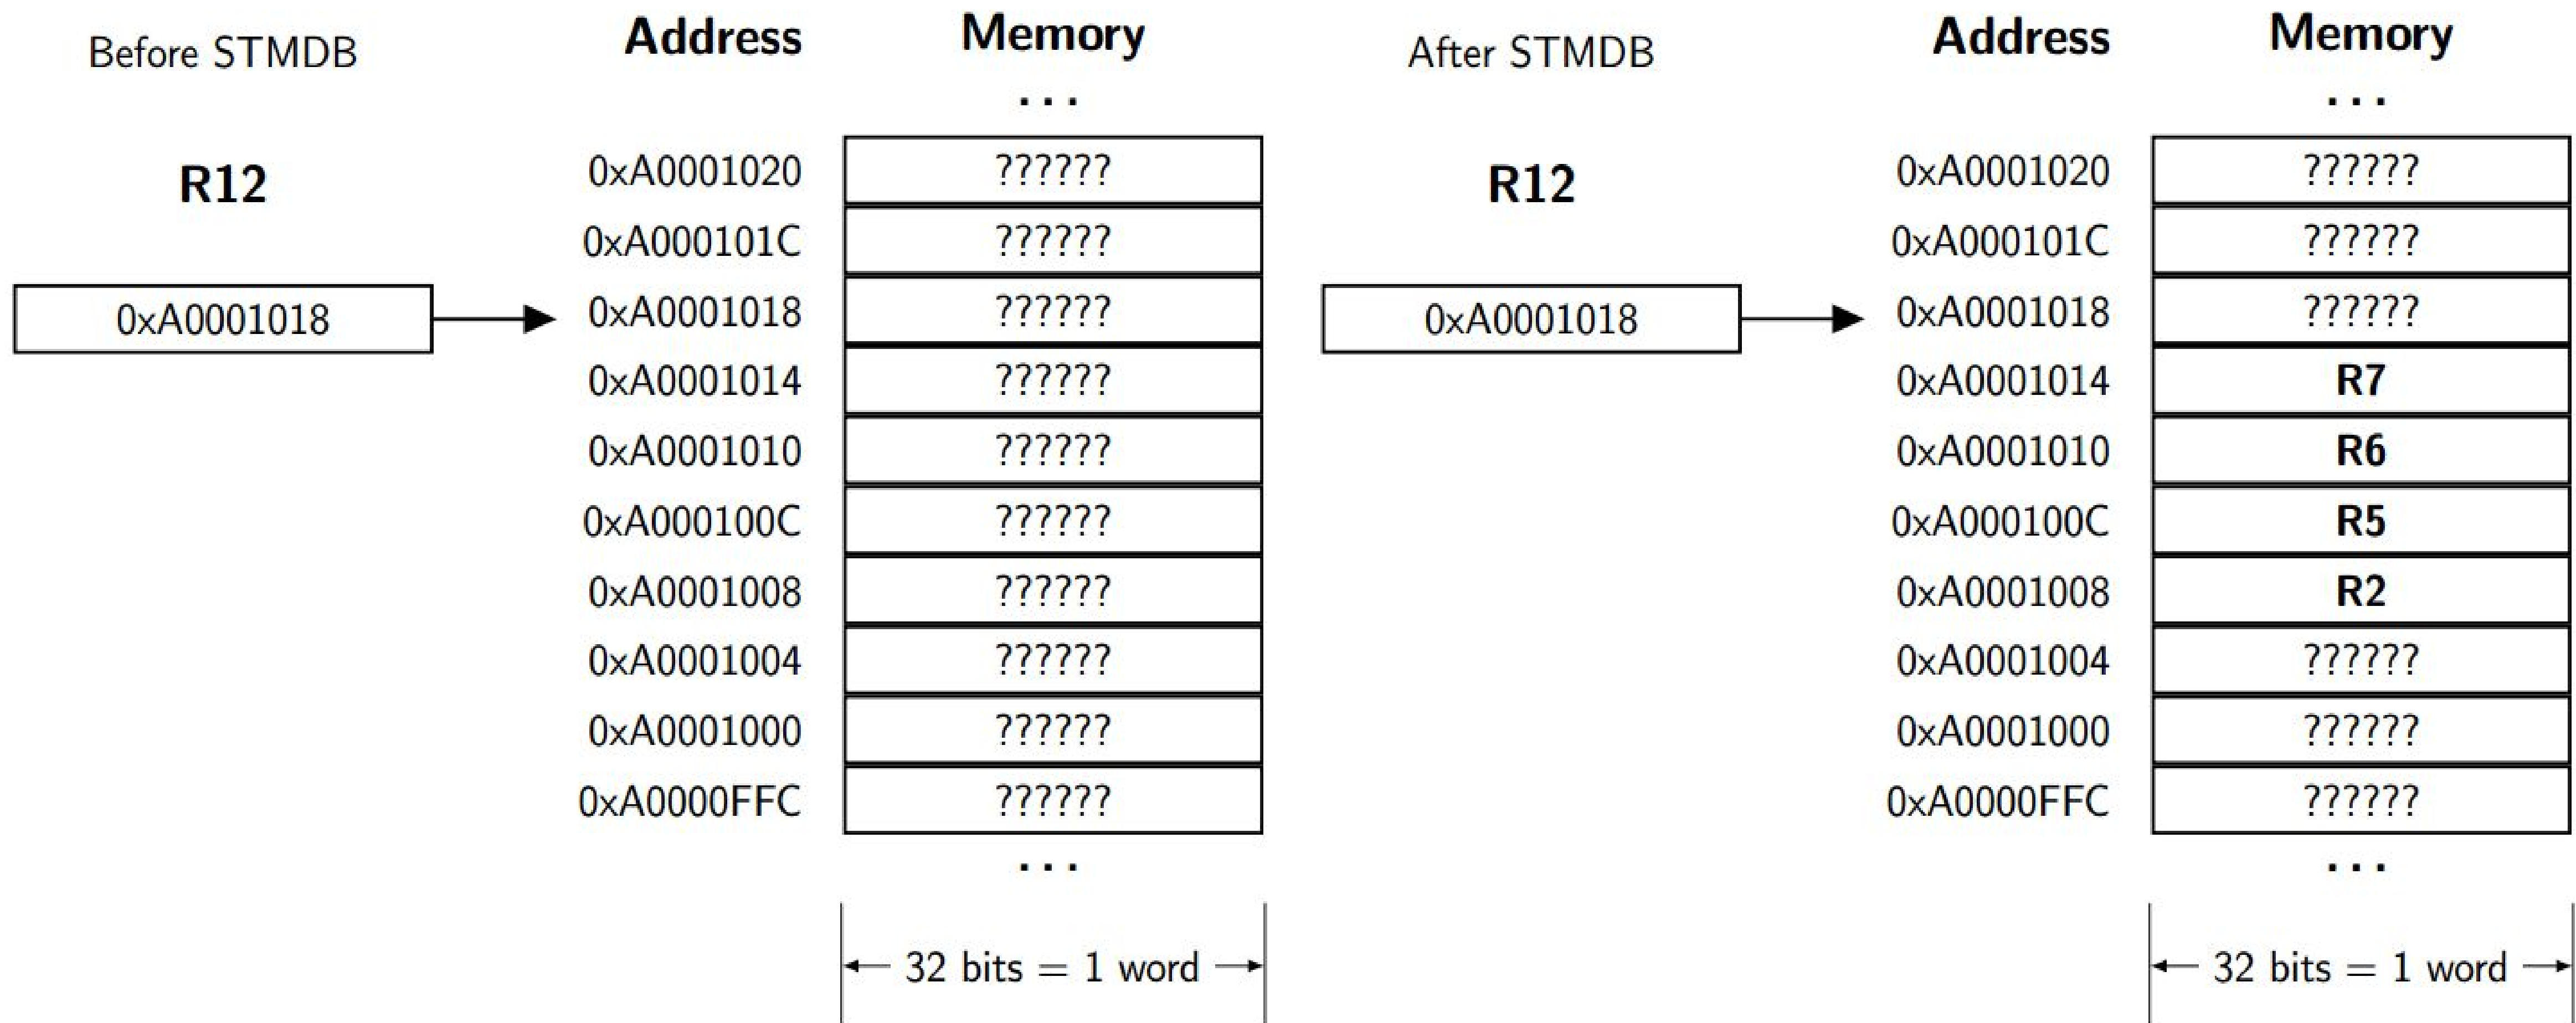 Before STMDB Address Memory After STMDB Address Memory
... ...
0xA0001020 ?????? 0xA0001020 ??????
R12 R12
0xA000101C ?????? 0xA000101C ??????
0xA0001018 0xA0001018 ?????? 0xA0001018 0xA0001018 ??????
0xA0001014 ?????? 0xA0001014 R7
0xA0001010 ?????? 0xA0001010 R6
0xA000100C ?????? 0xA000100C R5
0xA0001008 ?????? 0xA0001008 R2
0xA0001004 ?????? 0xA0001004 ??????
0xA0001000 ?????? 0xA0001000 ??????
0xA0000FFC ?????? 0xA0000FFC ??????
... ...
32 bits = 1 word 32 bits = 1 word